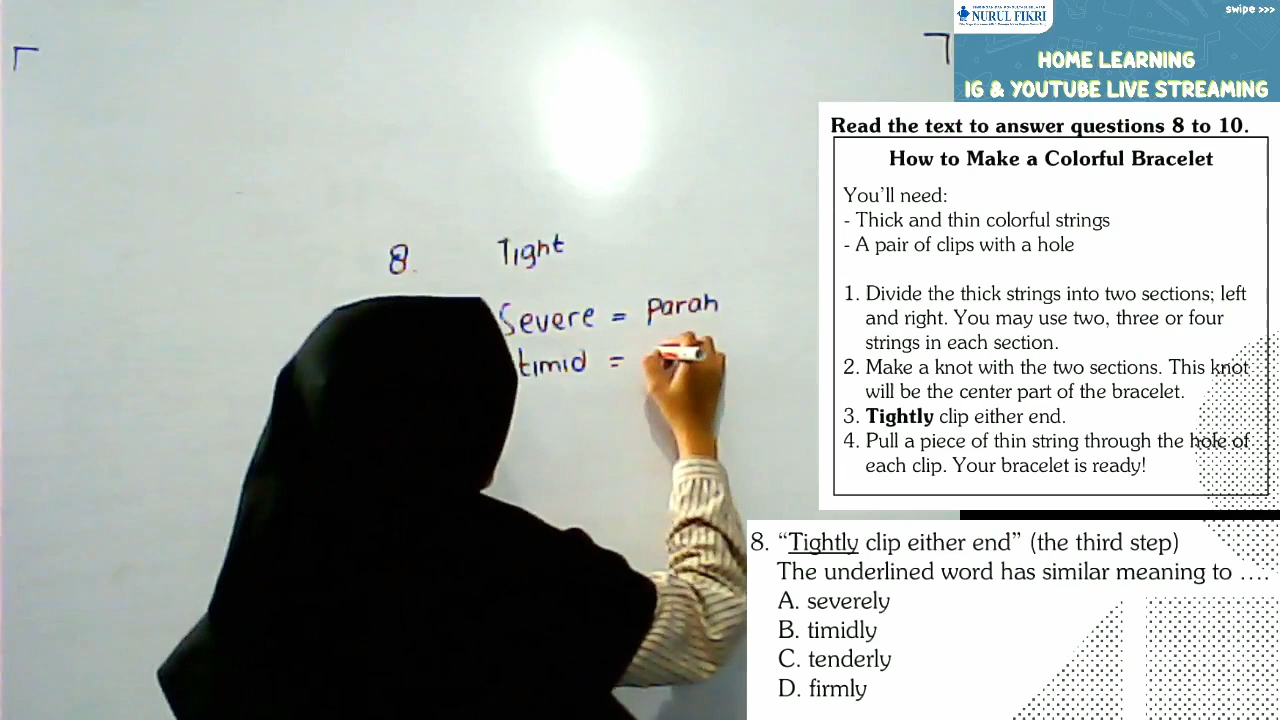 NURUL FIKRI
swipe >>>
HOME LEARNING
IG & YOUTUBE LIVE STREAMING
8. Tight
Severe = Parah
timid =
Read the text to answer questions 8 to 10.
How to Make a Colorful Bracelet
You'll need:
- Thick and thin colorful strings
- A pair of clips with a hole
1. Divide the thick strings into two sections; left
and right. You may use two, three or four
strings in each section.
2. Make a knot with the two sections. This knot
will be the center part of the bracelet.
3. Tightly clip either end.
4. Pull a piece of thin string through the hole of
each clip. Your bracelet is ready!
8. “Tightly clip either end” (the third step)
The underlined word has similar meaning to ….
A. severely
B. timidly
C. tenderly
D. firmly